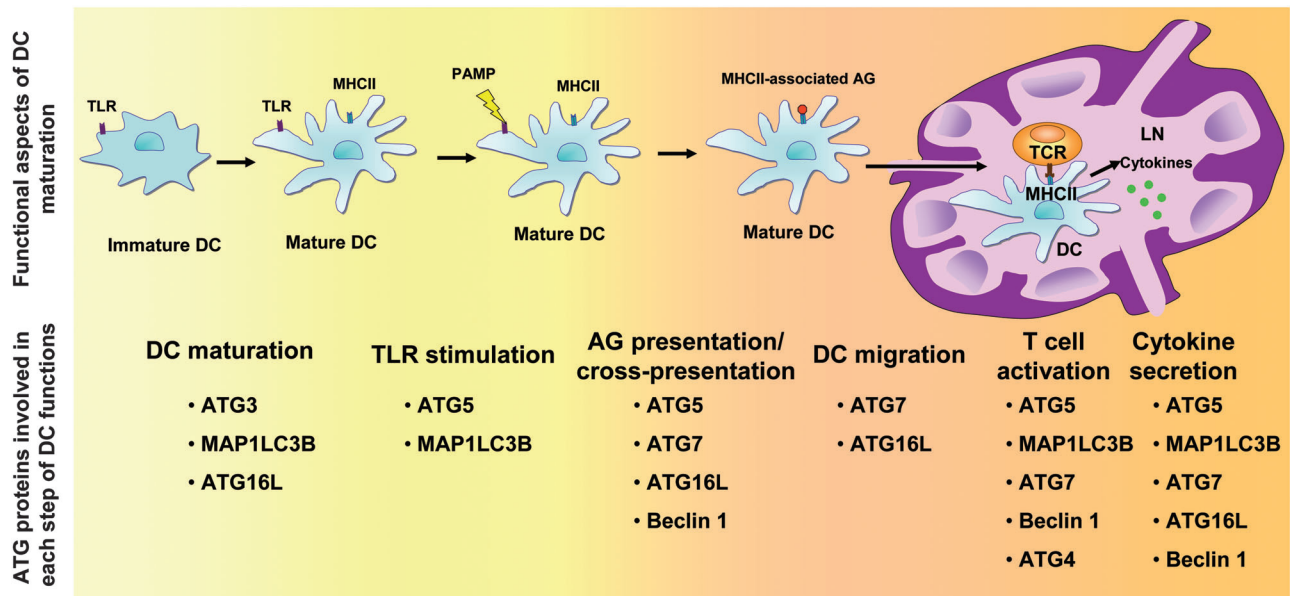 Functional aspects of DC
maturation
TLR
Immature DC
TLR
MHCII
Mature DC
PAMP
MHCII
Mature DC
MHCII-associated AG
Mature DC
TCR
MHCII
DC
LN
Cytokines
ATG proteins involved in
each step of DC functions
DC maturation
• ATG3
• MAP1LC3B
• ATG16L
TLR stimulation
• ATG5
• MAP1LC3B
AG presentation/
cross-presentation
• ATG5
• ATG7
• ATG16L
• Beclin 1
DC migration
• ATG7
• ATG16L
T cell
activation
• ATG5
• MAP1LC3B
• ATG7
• Beclin 1
• ATG4
Cytokine
secretion
• ATG5
• MAP1LC3B
• ATG7
• ATG16L
• Beclin 1